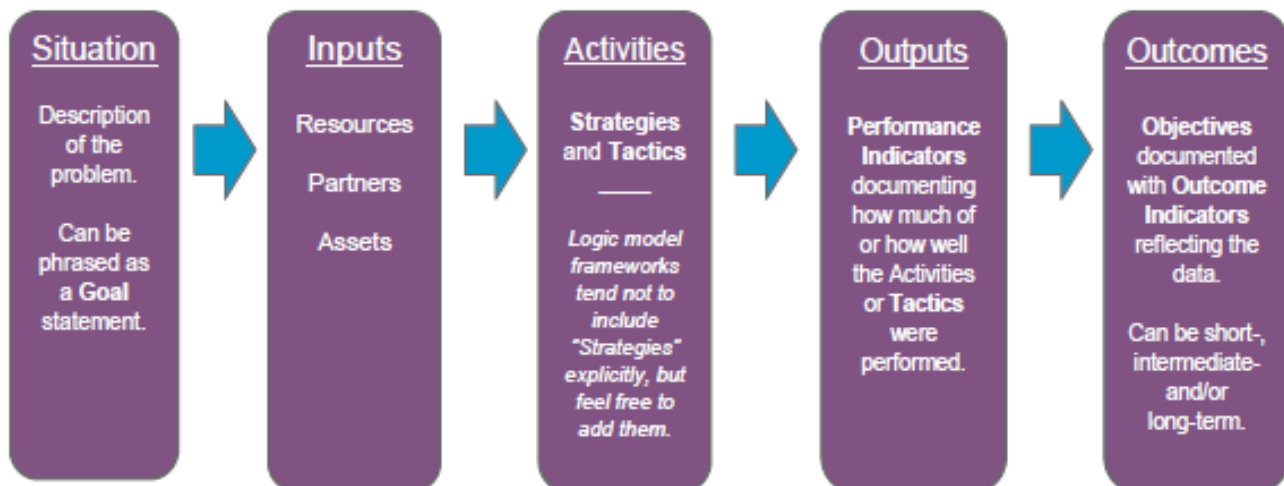 Situation
Description
of the
problem.
Can be
phrased as
a Goal
statement.
Inputs
Resources
Partners
Assets
Activities
Strategies
and Tactics
Logic model
frameworks
tend not to
include
"Strategies"
explicitly, but
feel free to
add them.
Outputs
Performance
Indicators
documenting
how much of
or how well
the Activities
or Tactics
were
performed.
Outcomes
Objectives
documented
with Outcome
Indicators
reflecting the
data.
Can be short-,
intermediate-
and/or
long-term.